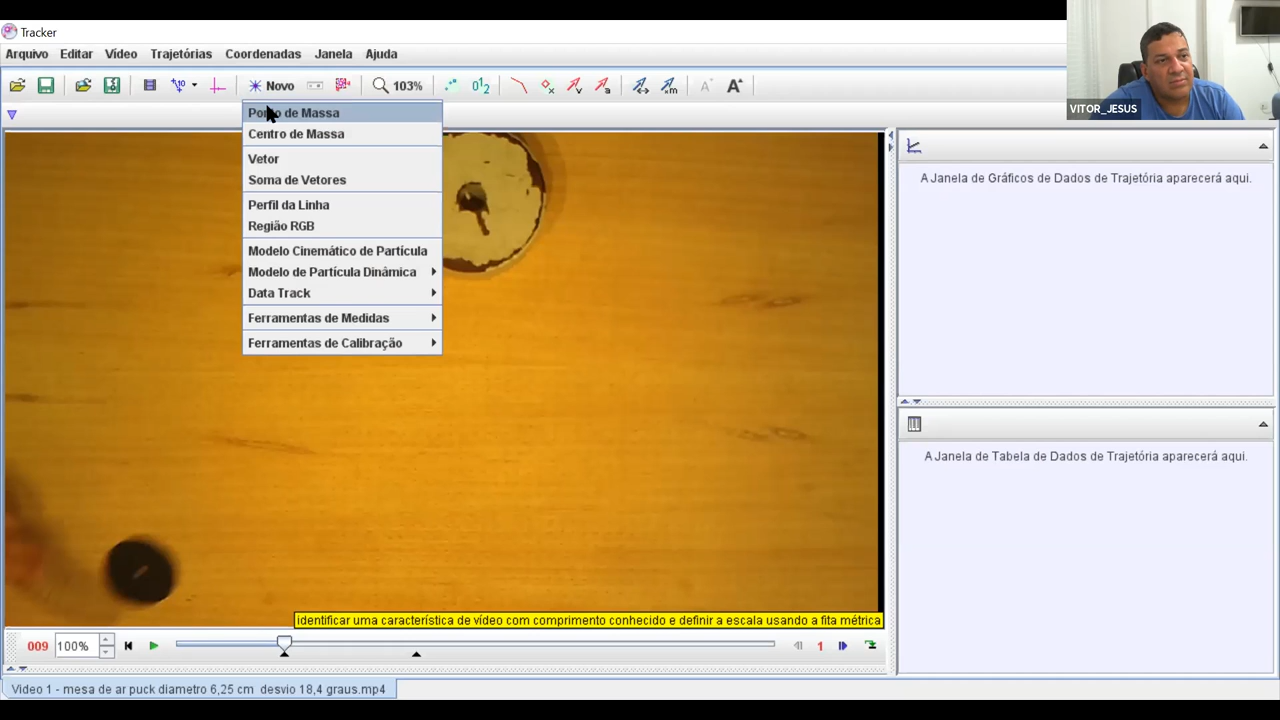 Tracker
Arquivo Editar Vídeo Trajetórias Coordenadas Janela Ajuda
Novo 103%
VITOR_JESUS
Ponto de Massa
Centro de Massa
Vetor
Soma de Vetores
Perfil da Linha
Região RGB
Modelo Cinemático de Partícula
Modelo de Partícula Dinâmica
Data Track
Ferramentas de Medidas
Ferramentas de Calibração
A Janela de Gráficos de Dados de Trajetória aparecerá aqui.
A Janela de Tabela de Dados de Trajetória aparecerá aqui.
identificar uma característica de vídeo com comprimento conhecido e definir a escala usando a fita métrica
009 100% 1
Video 1 - mesa de ar puck diametro 6,25 cm desvio 18,4 graus.mp4